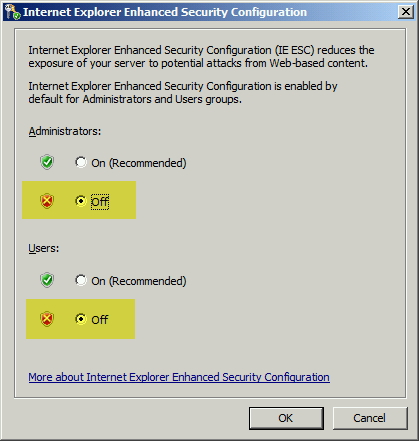 Internet Explorer Enhanced Security Configuration
Internet Explorer Enhanced Security Configuration (IE ESC) reduces the
exposure of your server to potential attacks from Web-based content.
Internet Explorer Enhanced Security Configuration is enabled by
default for Administrators and Users groups.
Administrators:
On (Recommended)
Off
Users:
On (Recommended)
Off
More about Internet Explorer Enhanced Security Configuration
OK Cancel